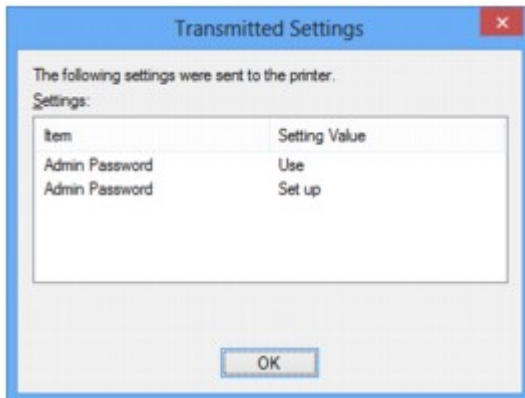 Transmitted Settings
The following settings were sent to the printer.
Settings:
Item Setting Value
Admin Password Use
Admin Password Set up
OK